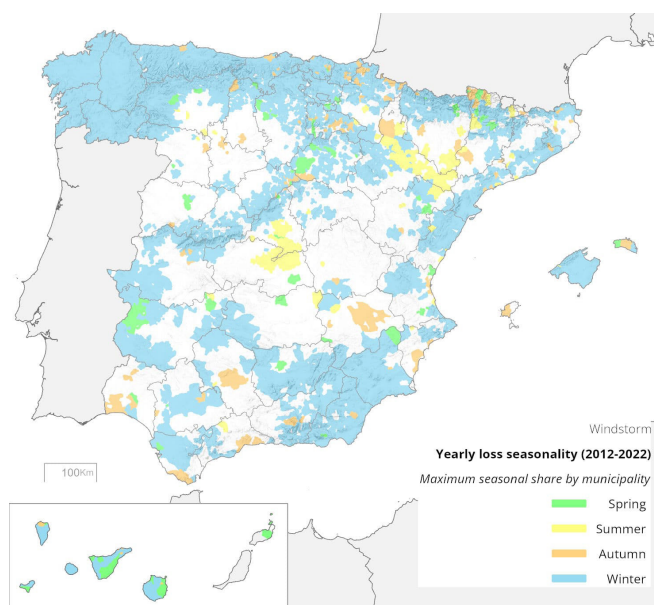 Windstorm
Yearly loss seasonality (2012-2022)
Maximum seasonal share by municipality
Spring
Summer
Autumn
Winter
100Km